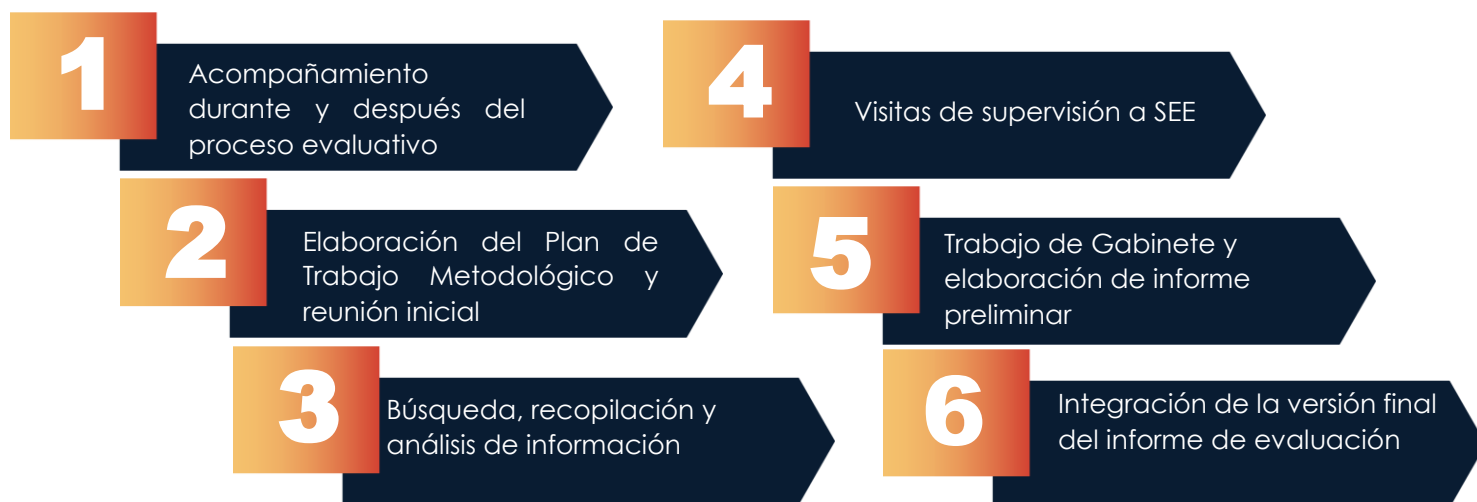 1
Acompañamiento
durante y después del
proceso evaluativo
2
Elaboración del Plan de
Trabajo Metodológico y
reunión inicial
3
Búsqueda, recopilación y
análisis de información
4
Visitas de supervisión a SEE
5
Trabajo de Gabinete y
elaboración de informe
preliminar
6
Integración de la versión final
del informe de evaluación